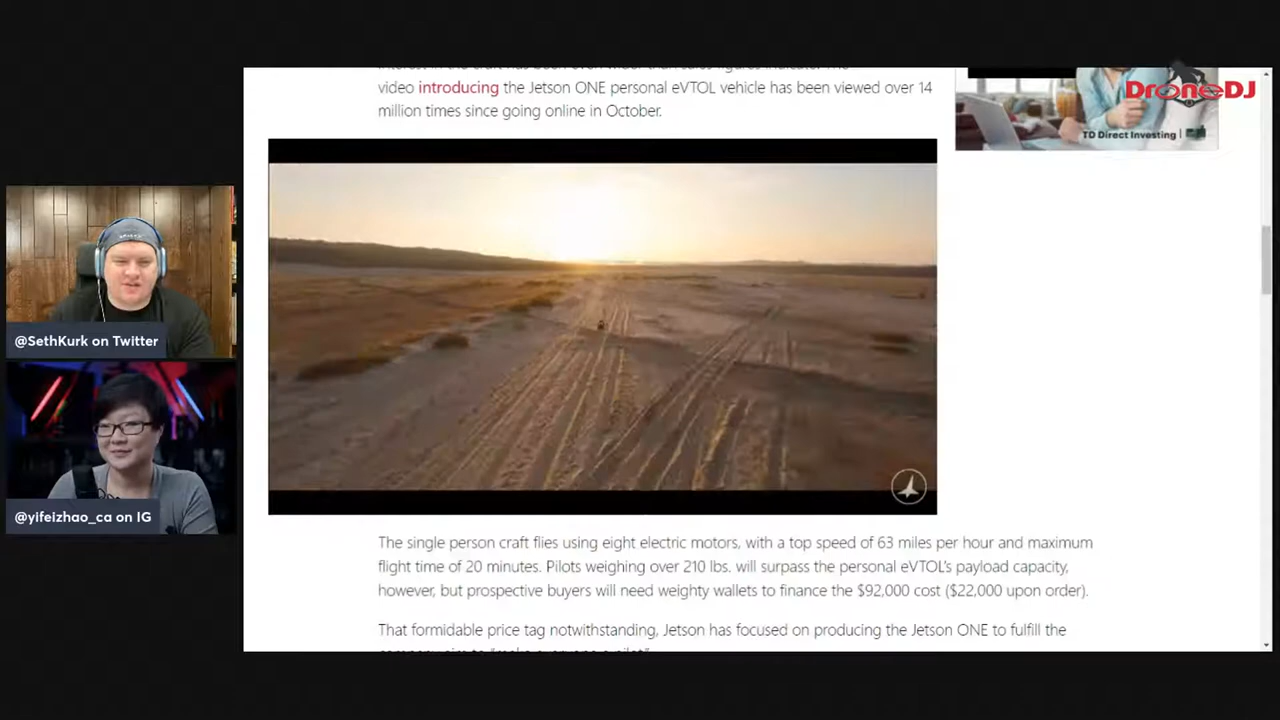 video introducing the Jetson ONE personal eVTOL vehicle has been viewed over 14
million times since going online in October.
DroneDJ
TD Direct Investing
@SethKurk on Twitter
@yifeizhao_ca on IG
The single person craft flies using eight electric motors, with a top speed of 63 miles per hour and maximum
flight time of 20 minutes. Pilots weighing over 210 lbs. will surpass the personal eVTOL's payload capacity,
however, but prospective buyers will need weighty wallets to finance the $92,000 cost ($22,000 upon order).
That formidable price tag notwithstanding, Jetson has focused on producing the Jetson ONE to fulfill the